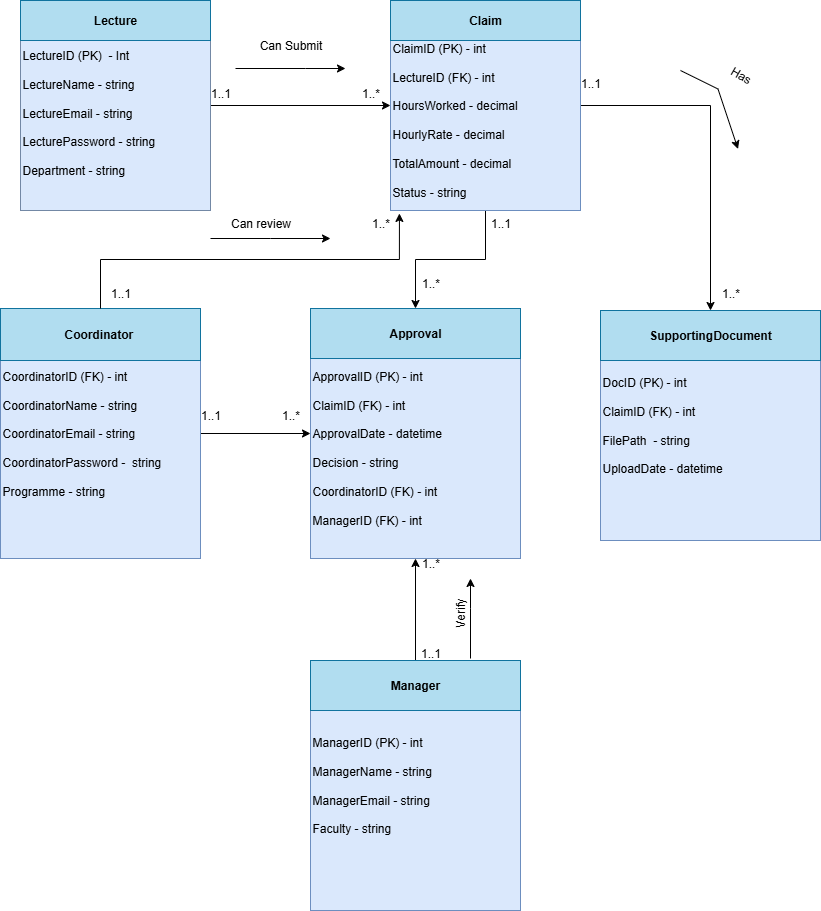 Lecture
LectureID (PK)  - Int
LectureName - string
LectureEmail - string
LecturePassword - string
Department - string
Can Submit
1..1
1..*
Claim
ClaimID (PK) - int
LectureID (FK) - int
HoursWorked - decimal
HourlyRate - decimal
TotalAmount - decimal
Status - string
1..1
Has
1..*
Can review
1..*
1..1
1..1
1..*
Coordinator
CoordinatorID (FK) - int
CoordinatorName - string
CoordinatorEmail - string
CoordinatorPassword -  string
Programme - string
1..1
1..*
Approval
ApprovalID (PK) - int
ClaimID (FK) - int
ApprovalDate - datetime
Decision - string
CoordinatorID (FK) - int
ManagerID (FK) - int
SupportingDocument
DocID (PK) - int
ClaimID (FK) - int
FilePath  - string
UploadDate - datetime
1..*
Verify
1..1
Manager
ManagerID (PK) - int
ManagerName - string
ManagerEmail - string
Faculty - string